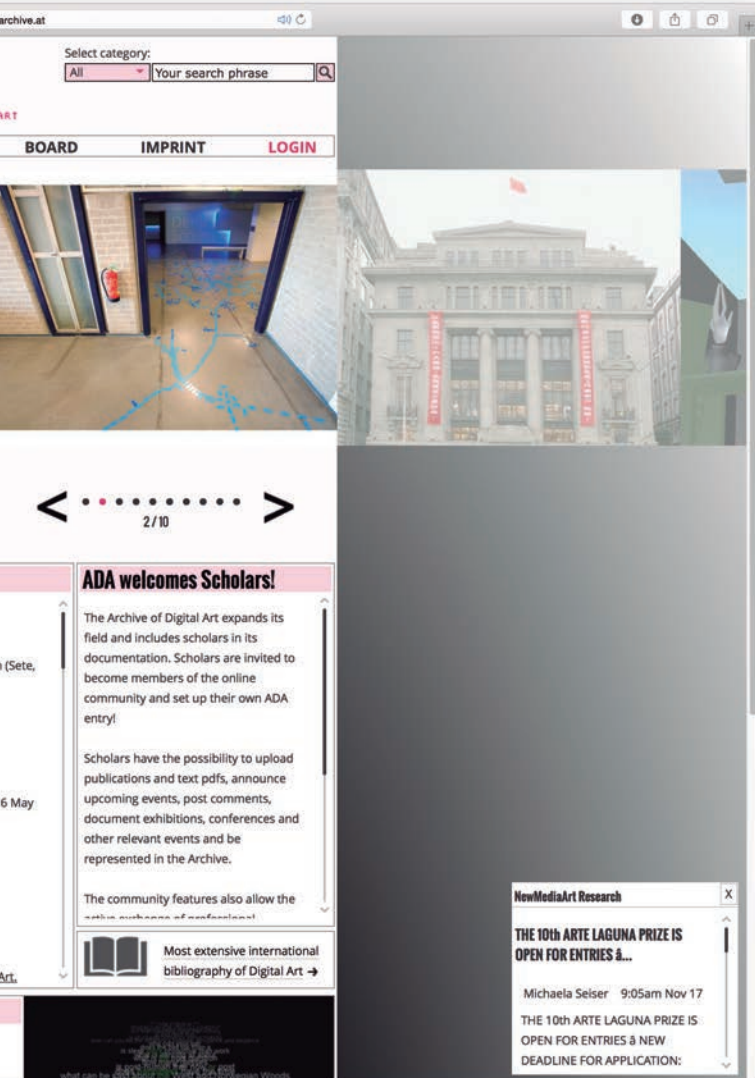 archive.at
Select category:
All
Your search phrase
ART
BOARD IMPRINT LOGIN
< >
2/10
ADA welcomes Scholars!
The Archive of Digital Art expands its
field and includes scholars in its
documentation. Scholars are invited to
become members of the online
community and set up their own ADA
entry!
Scholars have the possibility to upload
publications and text pdfs, announce
upcoming events, post comments,
document exhibitions, conferences and
other relevant events and be
represented in the Archive.
The community features also allow the
active exchange of professional
(Sete,
6 May
Art.
Most extensive international
bibliography of Digital Art →
NewMediaArt Research X
THE 10th ARTE LAGUNA PRIZE IS
OPEN FOR ENTRIES â...
Michaela Seiser 9:05am Nov 17
THE 10th ARTE LAGUNA PRIZE IS
OPEN FOR ENTRIES â NEW
DEADLINE FOR APPLICATION: